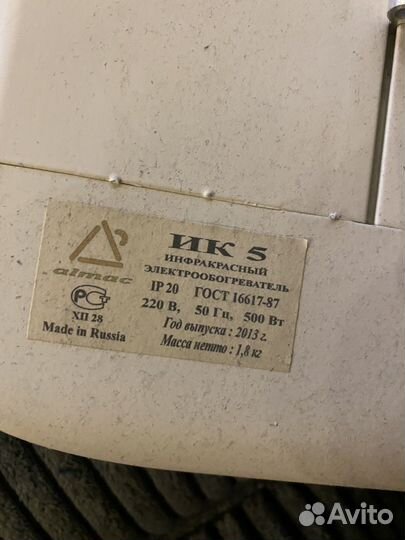 almac
ИК 5
ИНФРАКРАСНЫЙ
ЭЛЕКТРООБОГРЕВАТЕЛЬ
IP 20 ГОСТ 16617-87
220 В, 50 Гц, 500 Вт
Год выпуска : 2013 г.
Масса нетто : 1,8 кг
РСТ
ХП 28
Made in Russia
Avito